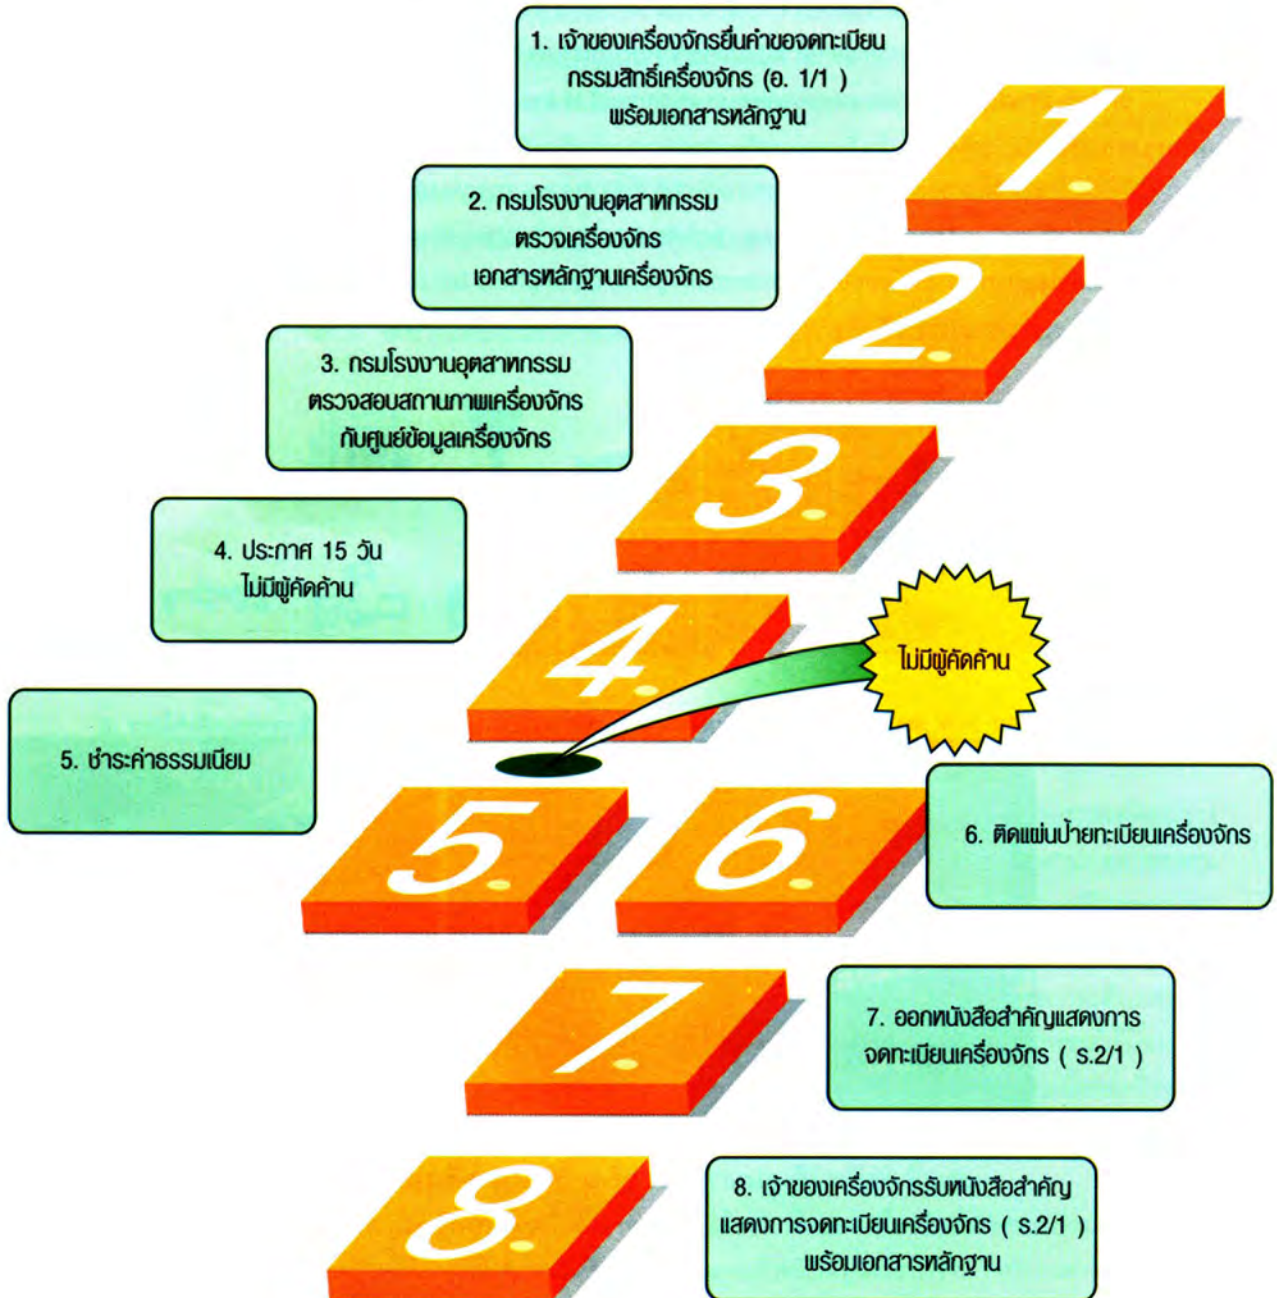 1. เจ้าของเครื่องจักรยื่นคำขอจดทะเบียน
กรรมสิทธิ์เครื่องจักร (อ. 1/1 )
พร้อมเอกสารหลักฐาน
1.
2. กรมโรงงานอุตสาหกรรม
ตรวจเครื่องจักร
เอกสารหลักฐานเครื่องจักร
2.
3. กรมโรงงานอุตสาหกรรม
ตรวจสอบสถานภาพเครื่องจักร
กับศูนย์ข้อมูลเครื่องจักร
3.
4. ประกาศ 15 วัน
ไม่มีผู้คัดค้าน
4.
ไม่มีผู้คัดค้าน
5. ชำระค่าธรรมเนียม
5.
6.
6. ติดแผ่นป้ายทะเบียนเครื่องจักร
7.
7. ออกหนังสือสำคัญแสดงการ
จดทะเบียนเครื่องจักร ( ร.2/1 )
8.
8. เจ้าของเครื่องจักรรับหนังสือสำคัญ
แสดงการจดทะเบียนเครื่องจักร ( ร.2/1 )
พร้อมเอกสารหลักฐาน